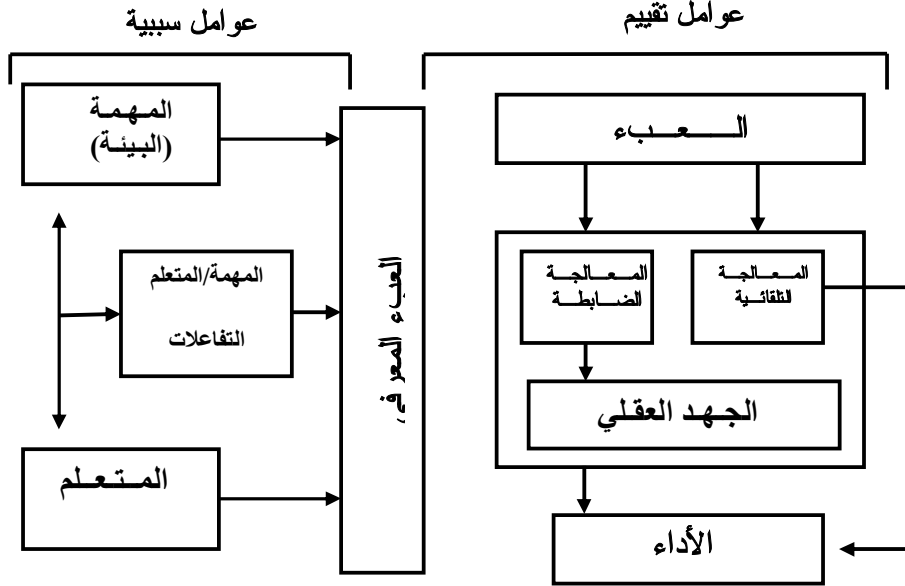 عوامل سببية
عوامل تقييم
المهمة
(البيئة)
المهمة/المتعلم
التفاعلات
المتعلم
العبء المعرفي
العبء
المعالجة
الضابطة
المعالجة
التلقائية
الجهد العقلي
الأداء